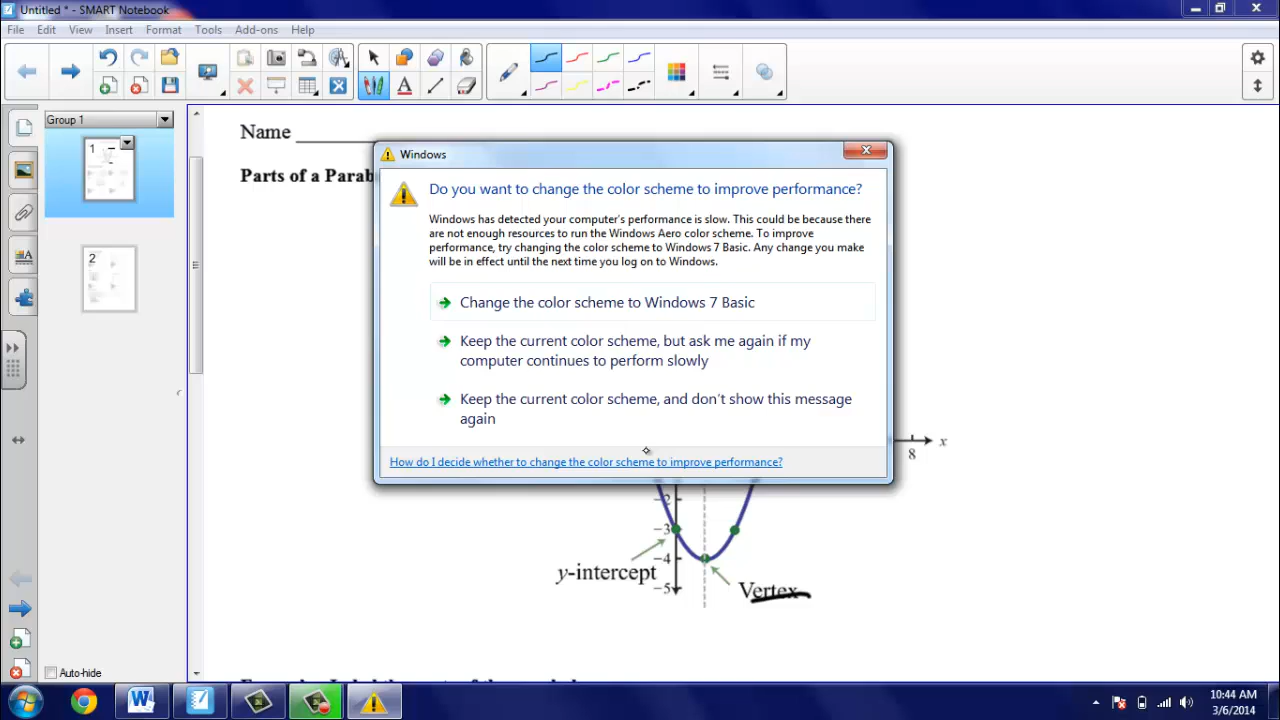 Untitled * - SMART Notebook
File Edit View Insert Format Tools Add-ons Help
Group 1
1
2
Auto-hide
Name
Parts of a Parab
Windows
Do you want to change the color scheme to improve performance?
Windows has detected your computer's performance is slow. This could be because there
are not enough resources to run the Windows Aero color scheme. To improve
performance, try changing the color scheme to Windows 7 Basic. Any change you make
will be in effect until the next time you log on to Windows.
Change the color scheme to Windows 7 Basic
Keep the current color scheme, but ask me again if my
computer continues to perform slowly
Keep the current color scheme, and don't show this message
again
How do I decide whether to change the color scheme to improve performance?
x
8
-2
-3
-4
-5
y-intercept
Vertex
10:44 AM
3/6/2014